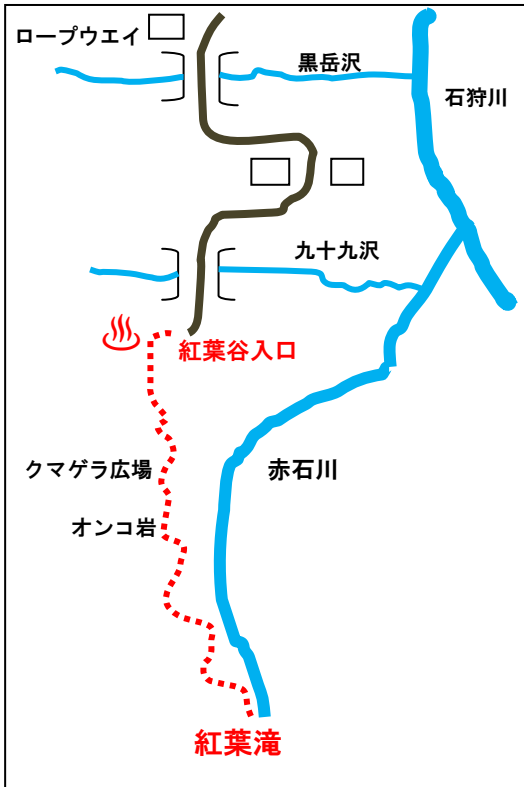 ロープウエイ
黒岳沢
石狩川
九十九沢
紅葉谷入口
クマゲラ広場
オンコ岩
赤石川
紅葉滝